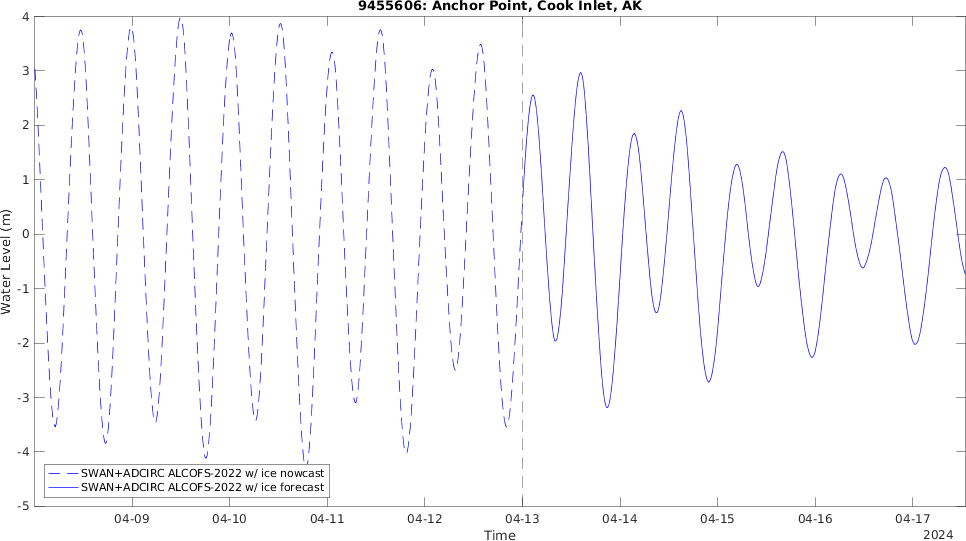 9455606: Anchor Point, Cook Inlet, AK
4
3
2
1
0
-1
-2
-3
-4
-5
Water Level (m)
SWAN+ADCIRC ALCOFS-2022 w/ ice nowcast
SWAN+ADCIRC ALCOFS-2022 w/ ice forecast
04-09 04-10 04-11 04-12 04-13 04-14 04-15 04-16 04-17
Time
2024